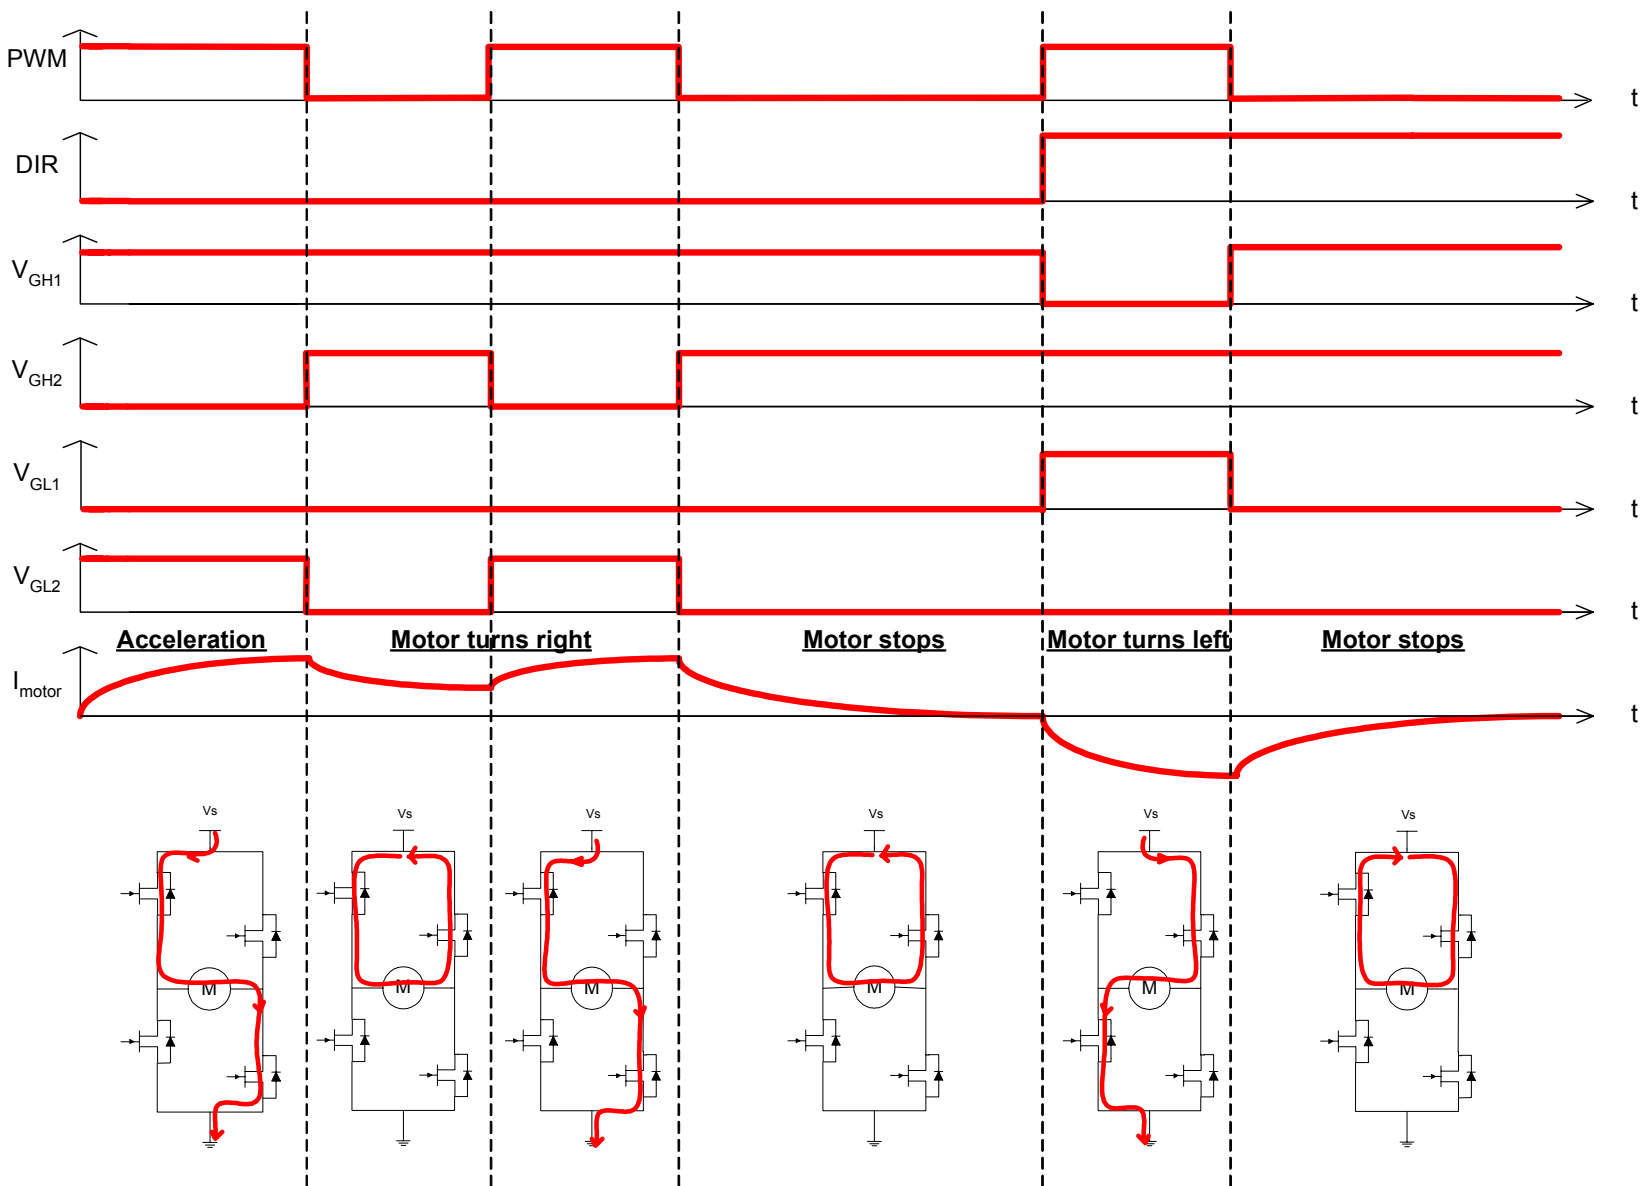 PWM
t
DIR
t
VGH1
t
VGH2
t
VGL1
t
VGL2
t
Acceleration Motor turns right Motor stops Motor turns left Motor stops
Imotor
t
Vs Vs Vs Vs Vs Vs
M M M M M M